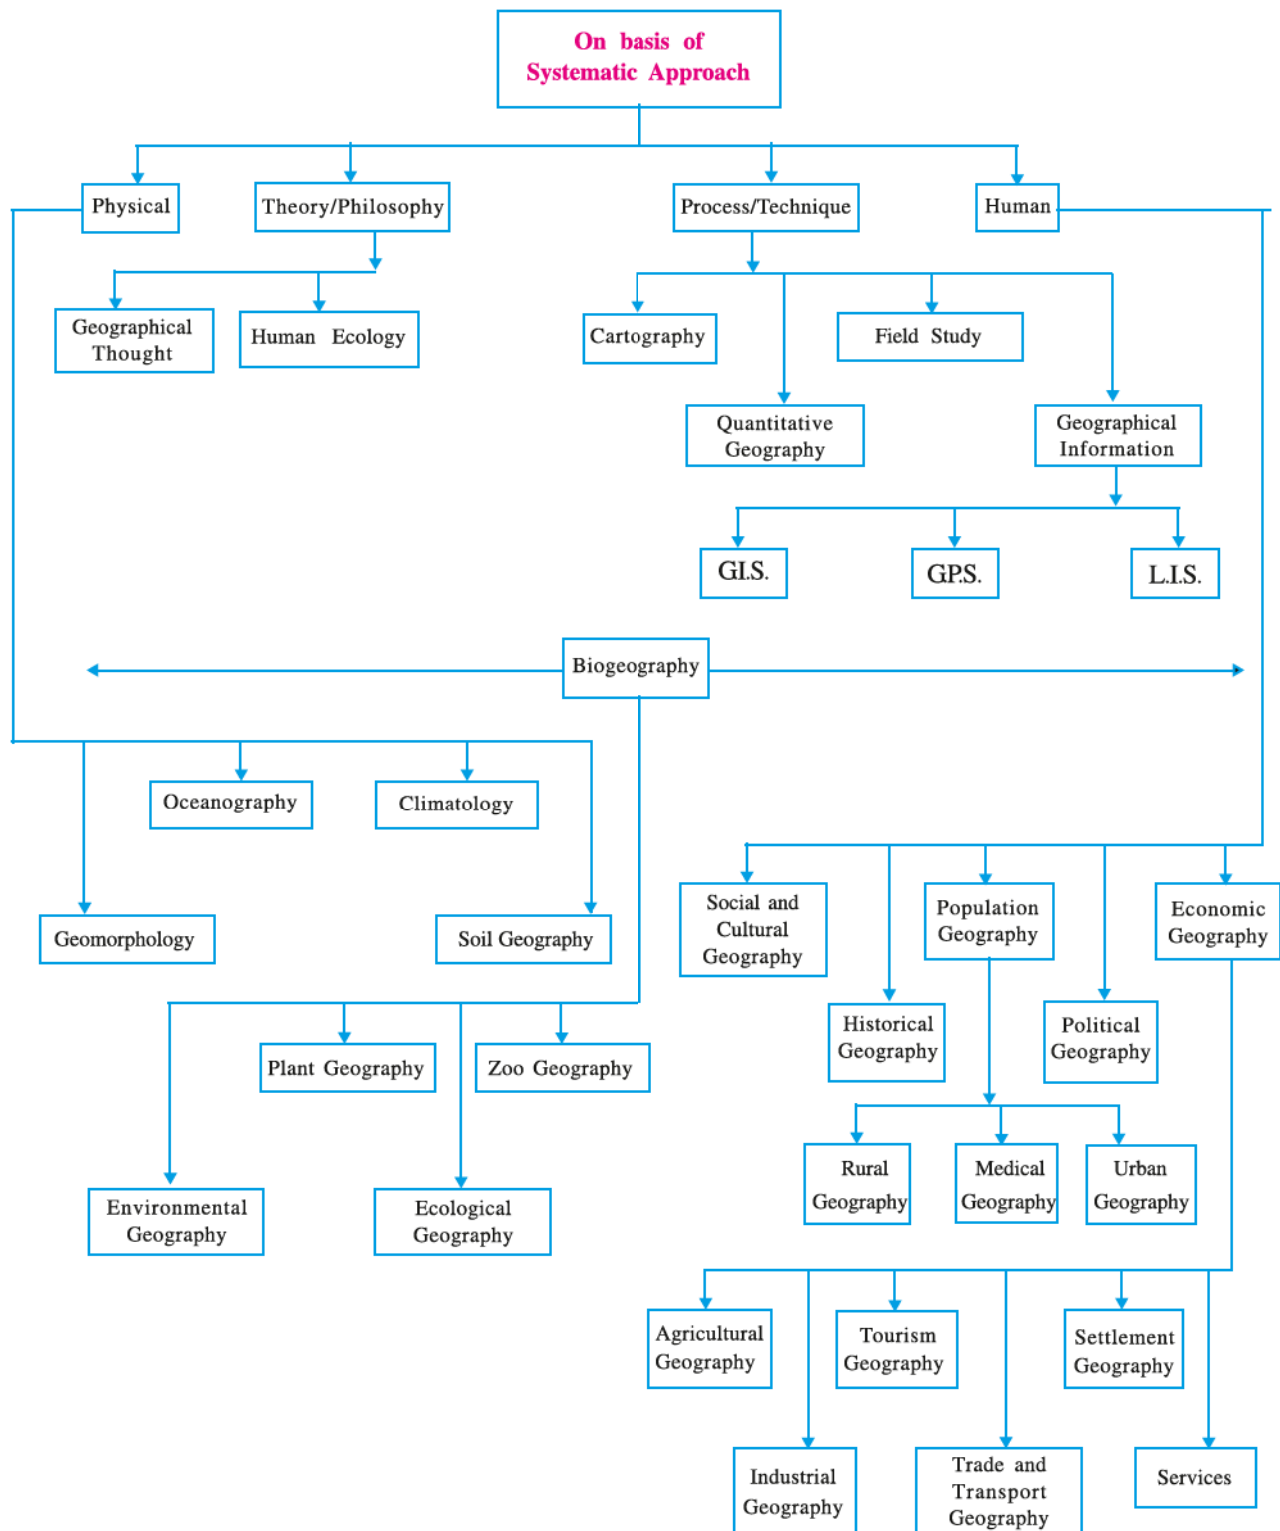 On basis of
Systematic Approach
Physical
Theory/Philosophy
Process/Technique
Human
Geographical
Thought
Human Ecology
Cartography
Field Study
Quantitative
Geography
Geographical
Information
G.I.S.
G.P.S.
L.I.S.
Biogeography
Oceanography
Climatology
Geomorphology
Soil Geography
Social and
Cultural
Geography
Population
Geography
Economic
Geography
Historical
Geography
Political
Geography
Plant Geography
Zoo Geography
Rural
Geography
Medical
Geography
Urban
Geography
Environmental
Geography
Ecological
Geography
Agricultural
Geography
Tourism
Geography
Settlement
Geography
Industrial
Geography
Trade and
Transport
Geography
Services